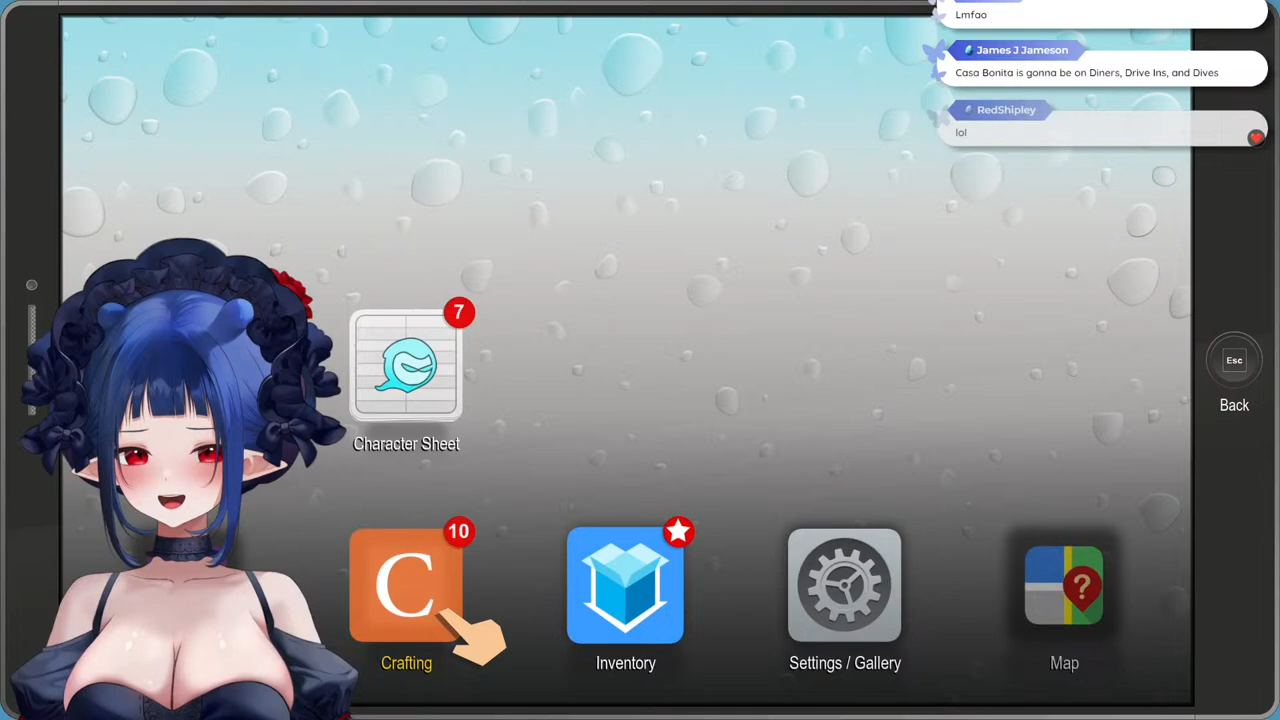 Lmfao
James J Jameson
Casa Bonita is gonna be on Diners, Drive Ins, and Dives
RedShipley
lol
7
Character Sheet
Esc
Back
10
C
Crafting
Inventory
Settings / Gallery
?
Map